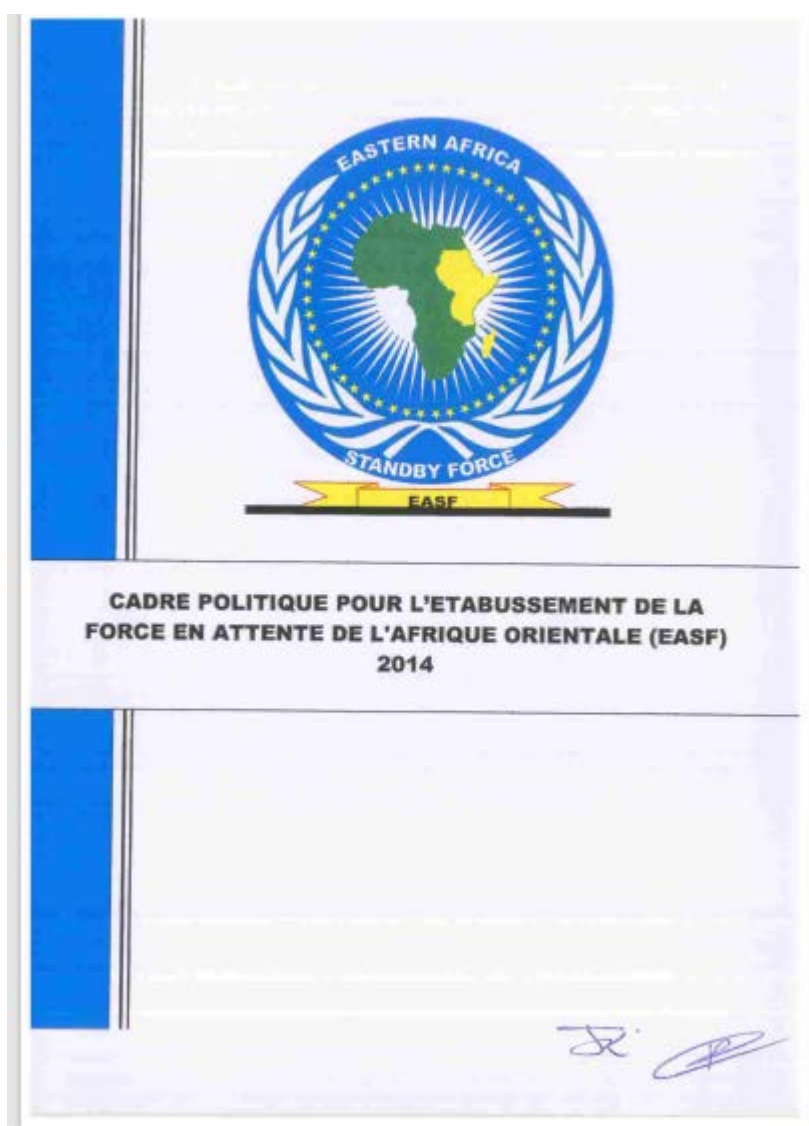 EASTERN AFRICA
STANDBY FORCE
EASF
CADRE POLITIQUE POUR L'ETABUSSEMENT DE LA
FORCE EN ATTENTE DE L'AFRIQUE ORIENTALE (EASF)
2014